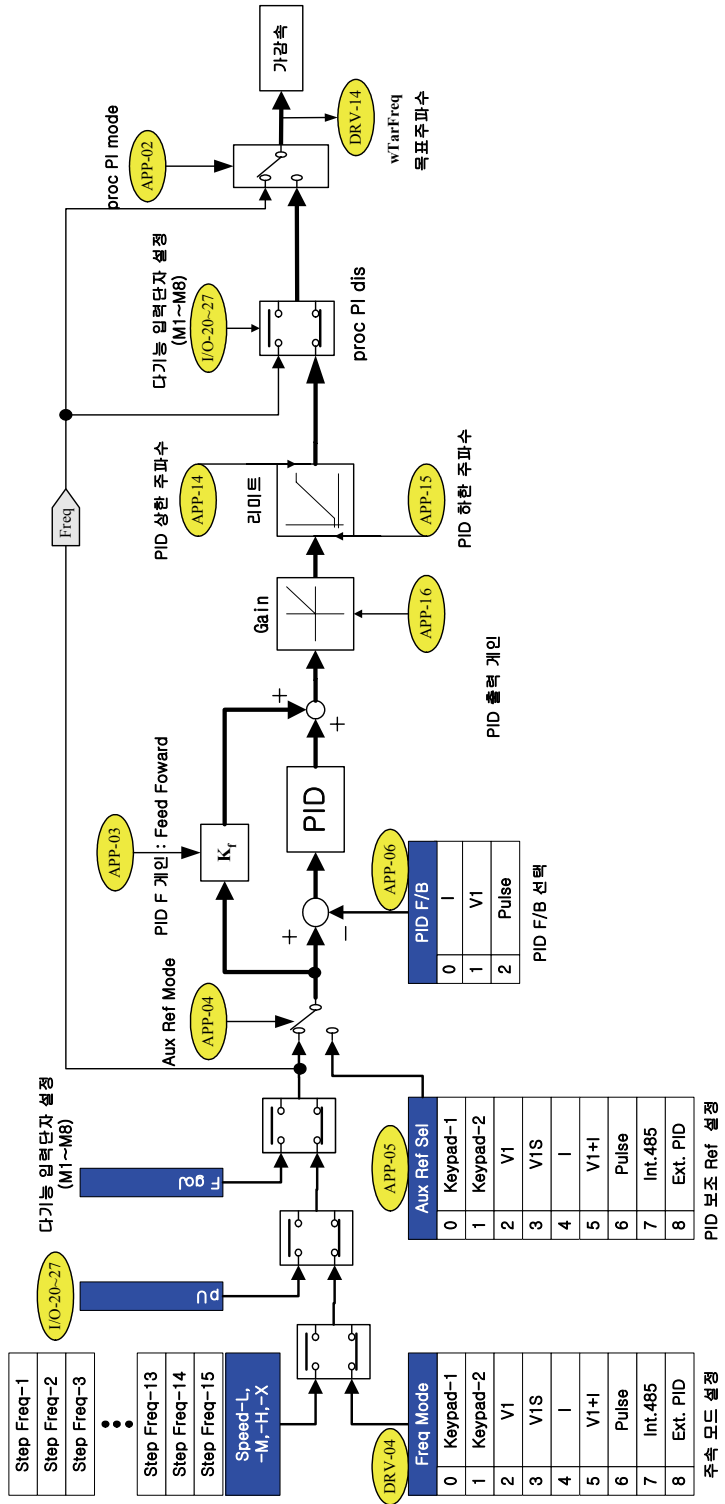 Step Freq-1
Step Freq-2
Step Freq-3
Step Freq-13
Step Freq-14
Step Freq-15
Speed-L,
-M,-H,-X
DRV-04
Freq Mode
0 Keypad-1
1 Keypad-2
2 V1
3 V1S
4 I
5 V1+I
6 Pulse
7 Int.485
8 Ext. PID
주속 모드 설정
I/O-20~27
다기능 입력단자 설정
(M1~M8)
Aux Ref Mode
APP-04
APP-05
Aux Ref Sel
0 Keypad-1
1 Keypad-2
2 V1
3 V1S
4 I
5 V1+I
6 Pulse
7 Int.485
8 Ext. PID
PID 보조 Ref 설정
APP-03
PID F 게인 : Feed Foward
Kf
+
−
PID
+
+
APP-06
PID F/B
0 I
1 V1
2 Pulse
PID F/B 선택
Gain
APP-16
PID 출력 게인
Freq
PID 상한 주파수
APP-14
리미트
APP-15
PID 하한 주파수
다기능 입력단자 설정
(M1~M8)
I/O-20~27
proc PI dis
proc PI mode
APP-02
가감속
DRV-14
wTarFreq
목표주파수